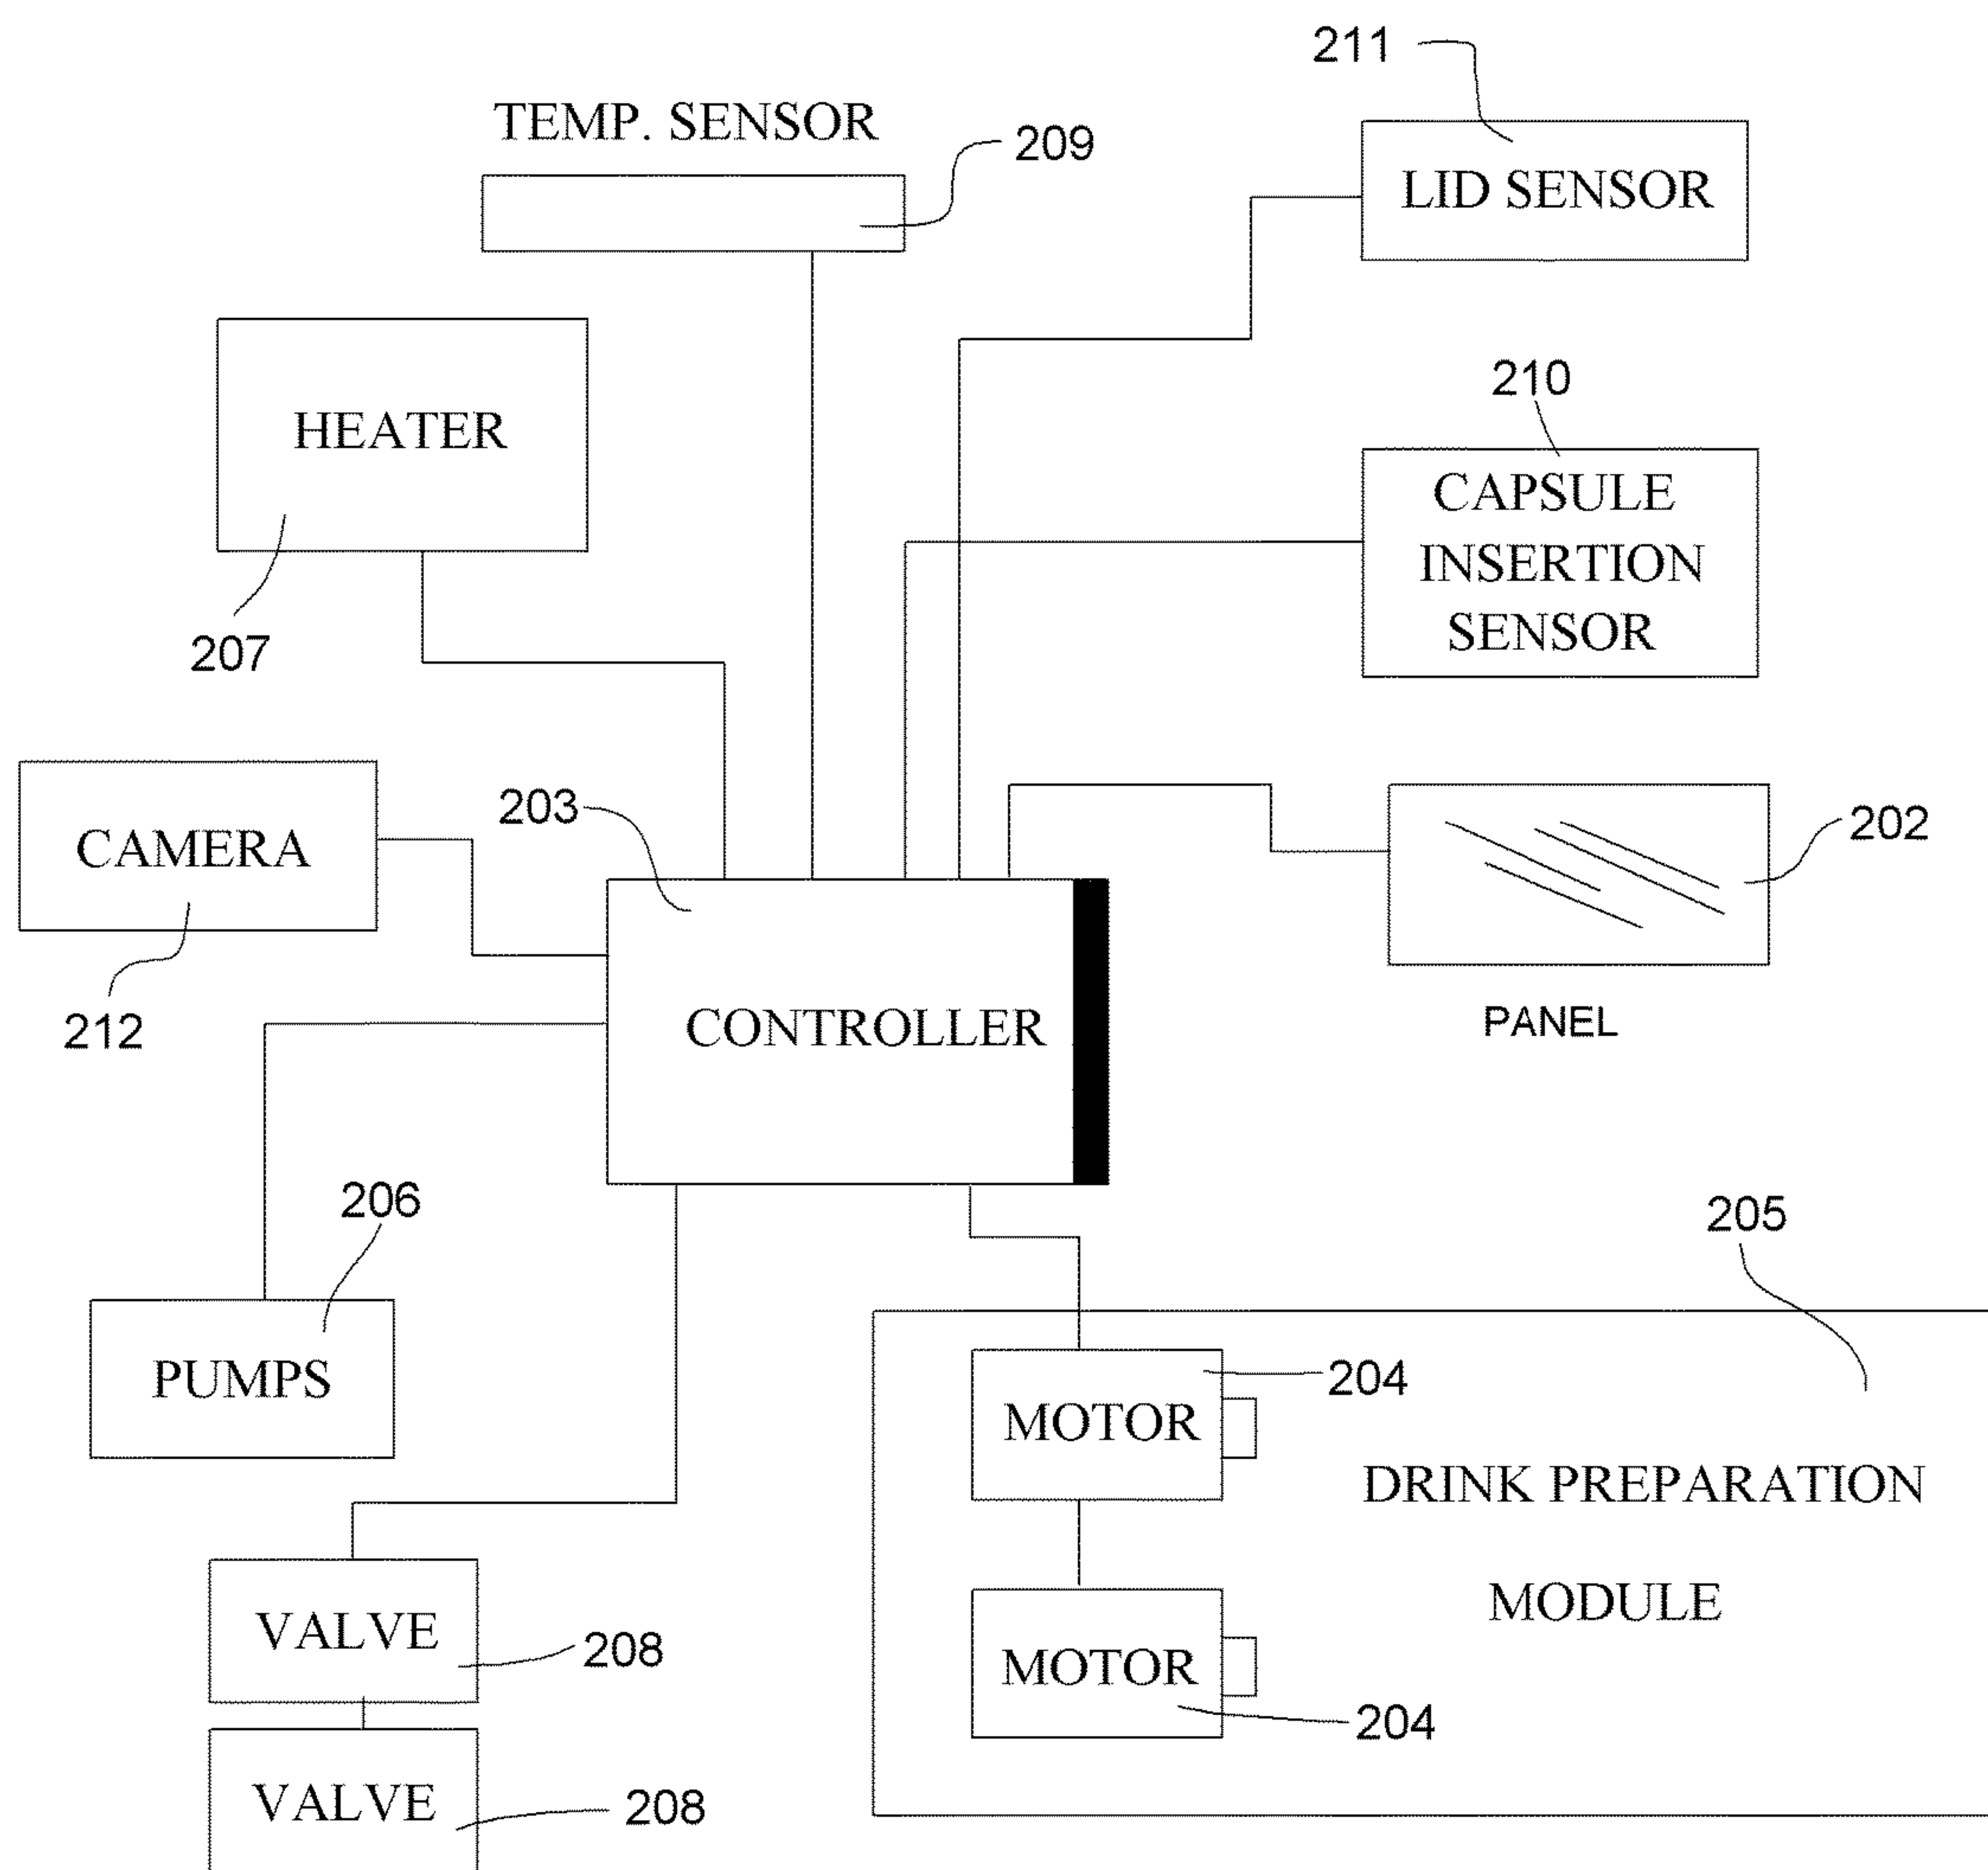 211
TEMP. SENSOR
209
LID SENSOR
HEATER
210
CAPSULE
INSERTION
SENSOR
207
CAMERA
203
202
212
CONTROLLER
PANEL
206
205
PUMPS
MOTOR
204
DRINK PREPARATION
MODULE
VALVE
208
MOTOR
204
VALVE
208